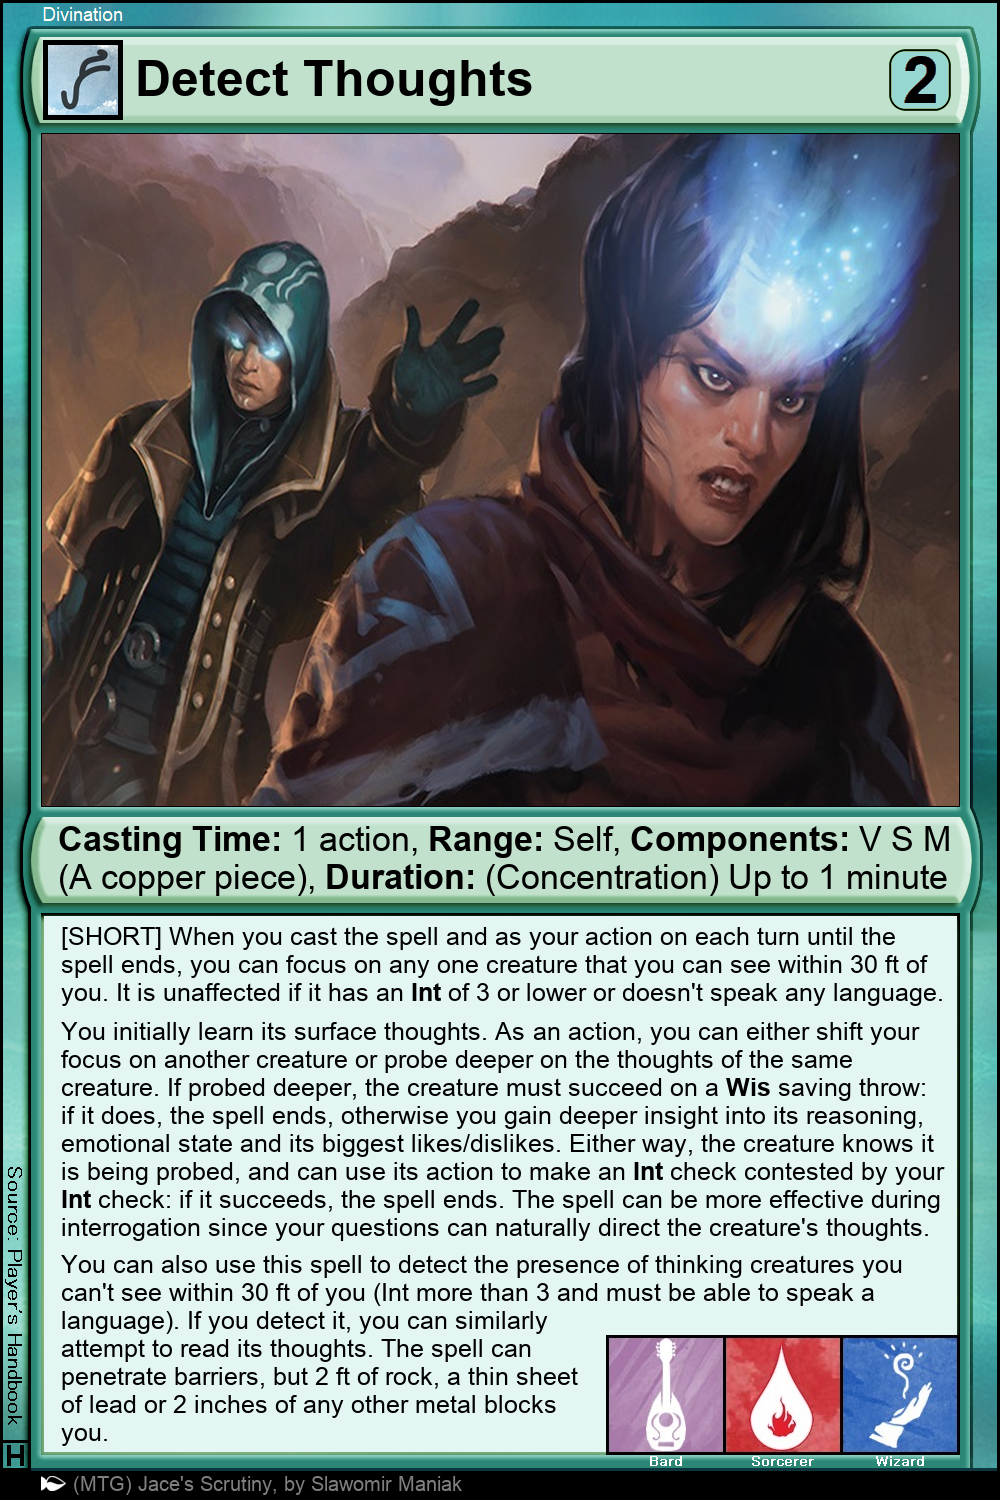 Divination
Detect Thoughts
2
Casting Time: 1 action, Range: Self, Components: V S M
(A copper piece), Duration: (Concentration) Up to 1 minute
[SHORT] When you cast the spell and as your action on each turn until the
spell ends, you can focus on any one creature that you can see within 30 ft of
you. It is unaffected if it has an Int of 3 or lower or doesn't speak any language.
You initially learn its surface thoughts. As an action, you can either shift your
focus on another creature or probe deeper on the thoughts of the same
creature. If probed deeper, the creature must succeed on a Wis saving throw:
if it does, the spell ends, otherwise you gain deeper insight into its reasoning,
emotional state and its biggest likes/dislikes. Either way, the creature knows it
is being probed, and can use its action to make an Int check contested by your
Int check: if it succeeds, the spell ends. The spell can be more effective during
interrogation since your questions can naturally direct the creature's thoughts.
You can also use this spell to detect the presence of thinking creatures you
can't see within 30 ft of you (Int more than 3 and must be able to speak a
language). If you detect it, you can similarly
attempt to read its thoughts. The spell can
penetrate barriers, but 2 ft of rock, a thin sheet
of lead or 2 inches of any other metal blocks
you.
Bard
Sorcerer
Wizard
Source: Player's Handbook
H
(MTG) Jace's Scrutiny, by Slawomir Maniak